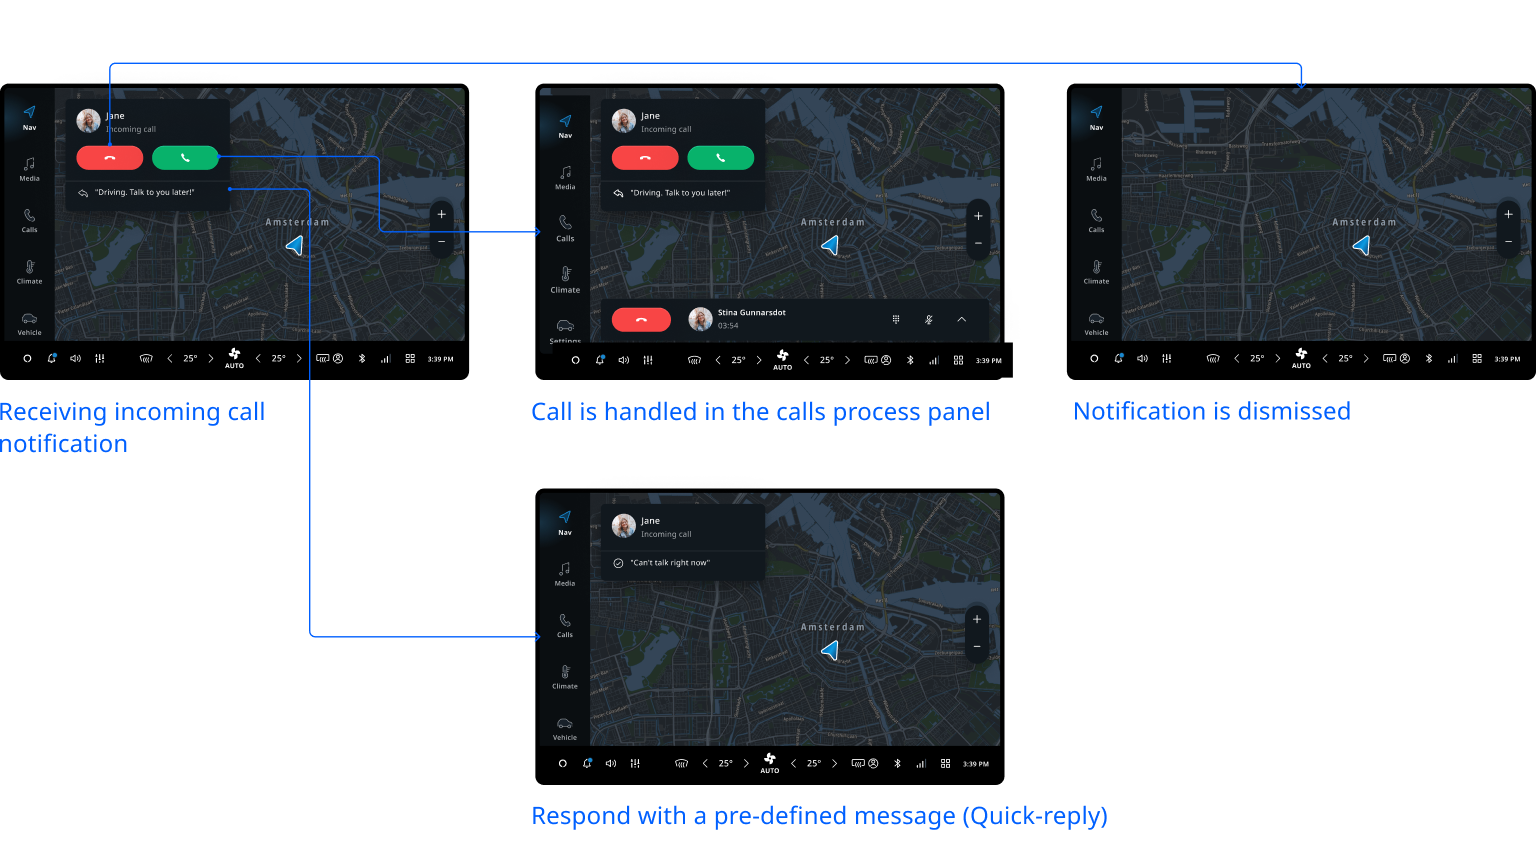 Nav
Media
Calls
Climate
Vehicle
Jane
Incoming call
"Driving. Talk to you later!"
Amsterdam
+
−
25°
AUTO
25°
3:39 PM
Receiving incoming call
notification
Nav
Media
Calls
Climate
Settings
Jane
Incoming call
"Driving. Talk to you later!"
Amsterdam
+
−
Stina Gunnarsdot
03:54
25°
AUTO
25°
3:39 PM
Call is handled in the calls process panel
Nav
Media
Calls
Climate
Vehicle
Amsterdam
+
−
25°
AUTO
25°
3:39 PM
Notification is dismissed
Nav
Media
Calls
Climate
Vehicle
Jane
Incoming call
"Can't talk right now"
Amsterdam
+
−
25°
AUTO
25°
3:39 PM
Respond with a pre-defined message (Quick-reply)